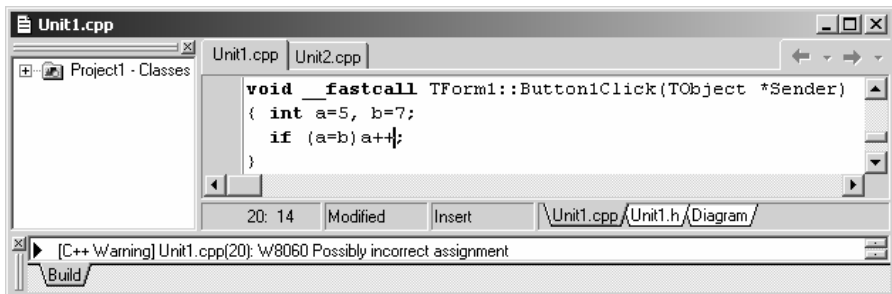 Unit1.cpp
Project1 - Classes
Unit1.cpp Unit2.cpp
void __fastcall TForm1::Button1Click(TObject *Sender)
{ int a=5, b=7;
if (a=b)a++;
}
20: 14 Modified Insert Unit1.cpp Unit1.h Diagram
[C++ Warning] Unit1.cpp(20): W8060 Possibly incorrect assignment
Build